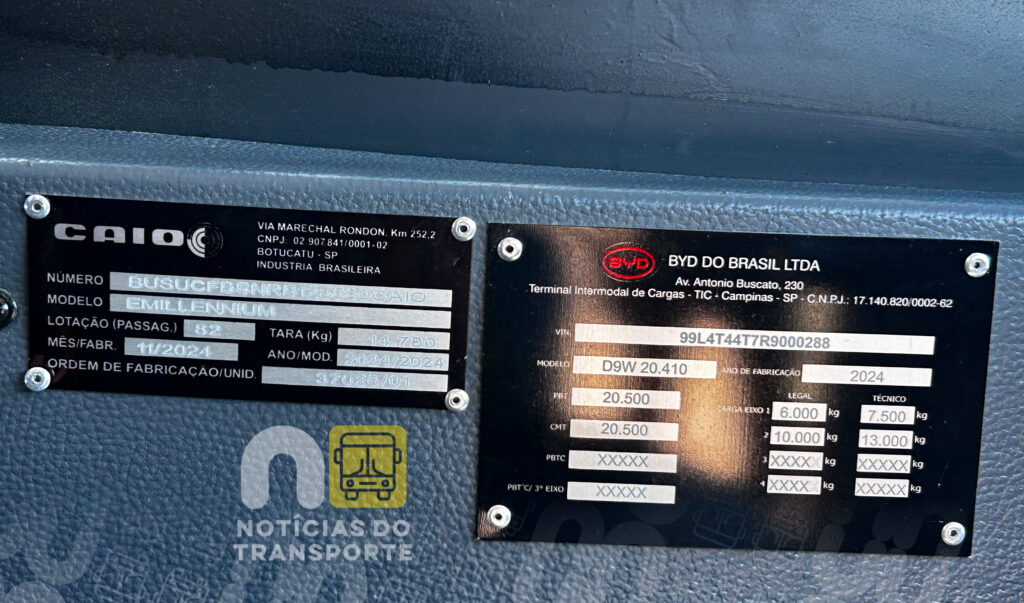 CAIO
VIA MARECHAL RONDON, Km 252,2
CNPJ: 02.907.841/0001-02
BOTUCATU - SP
INDUSTRIA BRASILEIRA
NÚMERO
MODELO EMILLENNIUM
LOTAÇÃO (PASSAG.) 82 TARA (Kg) 14.780
MÊS/FABR. 11/2024 ANO/MOD. 2024/2024
ORDEM DE FABRICAÇÃO/UNID.
BYD BYD DO BRASIL LTDA
Av. Antonio Buscato, 230
Terminal Intermodal de Cargas - TIC - Campinas - SP - C.N.P.J.: 17.140.820/0002-62
VIN. 99L4T44T7R9000288
MODELO D9W 20.410 ANO DE FABRICAÇÃO 2024
LEGAL TÉCNICO
PBT 20.500 CARGA EIXO 1 6.000 kg 7.500 kg
CMT 20.500 2 10.000 kg 13.000 kg
PBTC XXXXX 3 XXXX kg XXXXX kg
PBT C/ 3º EIXO XXXXX 4 XXXX kg XXXXX kg
NOTÍCIAS DO
TRANSPORTE